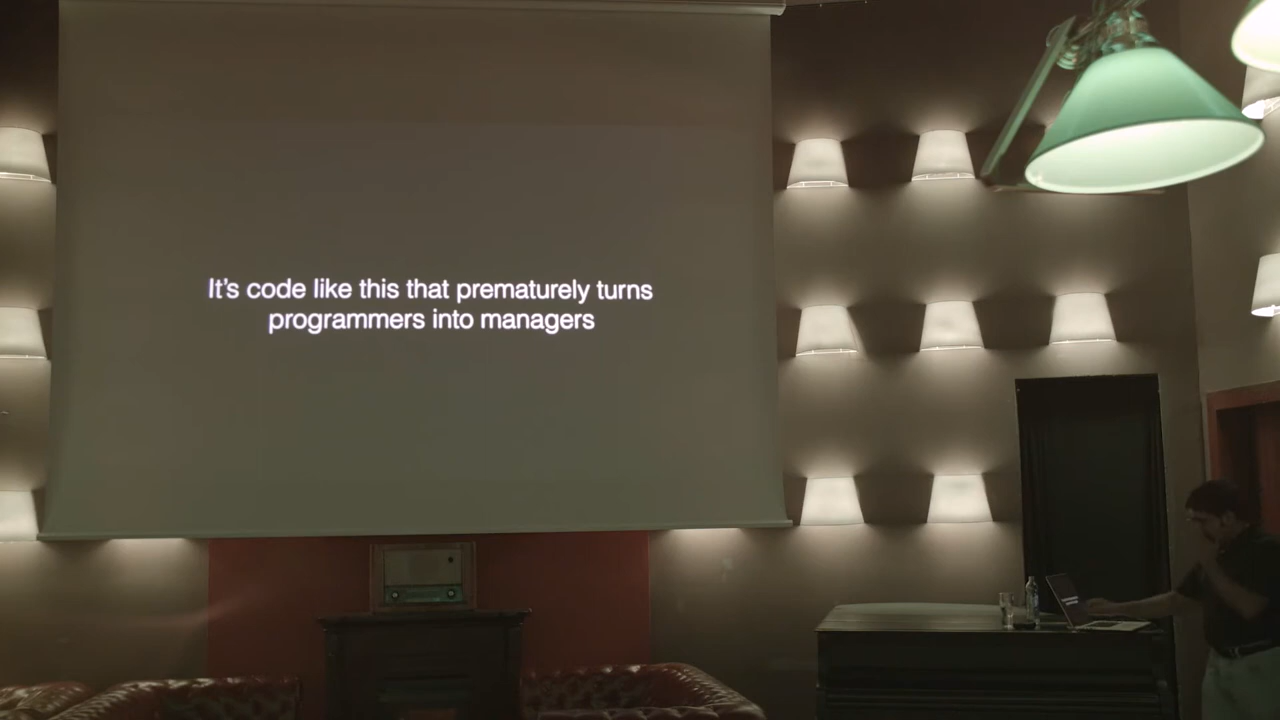 It's code like this that prematurely turns
programmers into managers